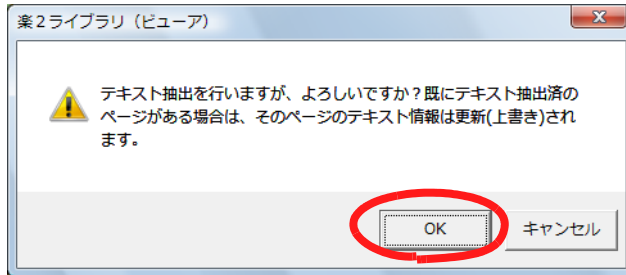 楽2ライブラリ（ビューア）
テキスト抽出を行いますが、よろしいですか？既にテキスト抽出済の
ページがある場合は、そのページのテキスト情報は更新(上書き)され
ます。
OK
キャンセル